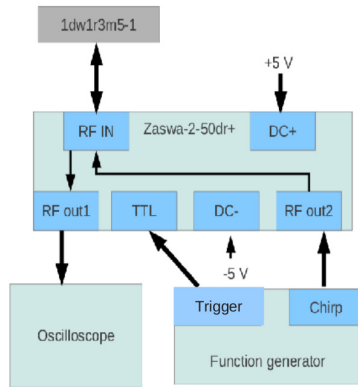 1dw1r3m5-1
+5 V
RF IN
Zaswa-2-50dr+
DC+
RF out1
TTL
DC-
RF out2
-5 V
Trigger
Chirp
Oscilloscope
Function generator